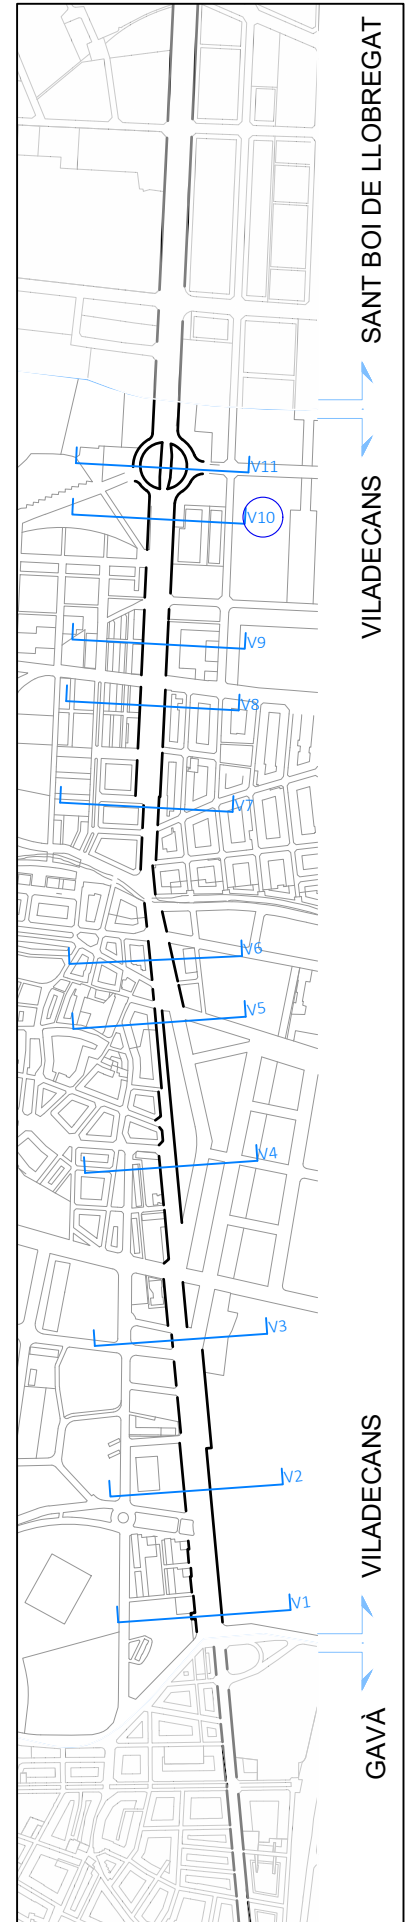 SANT BOI DE LLOBREGAT
V11
V10
VILADECANS
V9
V8
V7
V6
V5
V4
V3
V2
VILADECANS
V1
GAVÀ